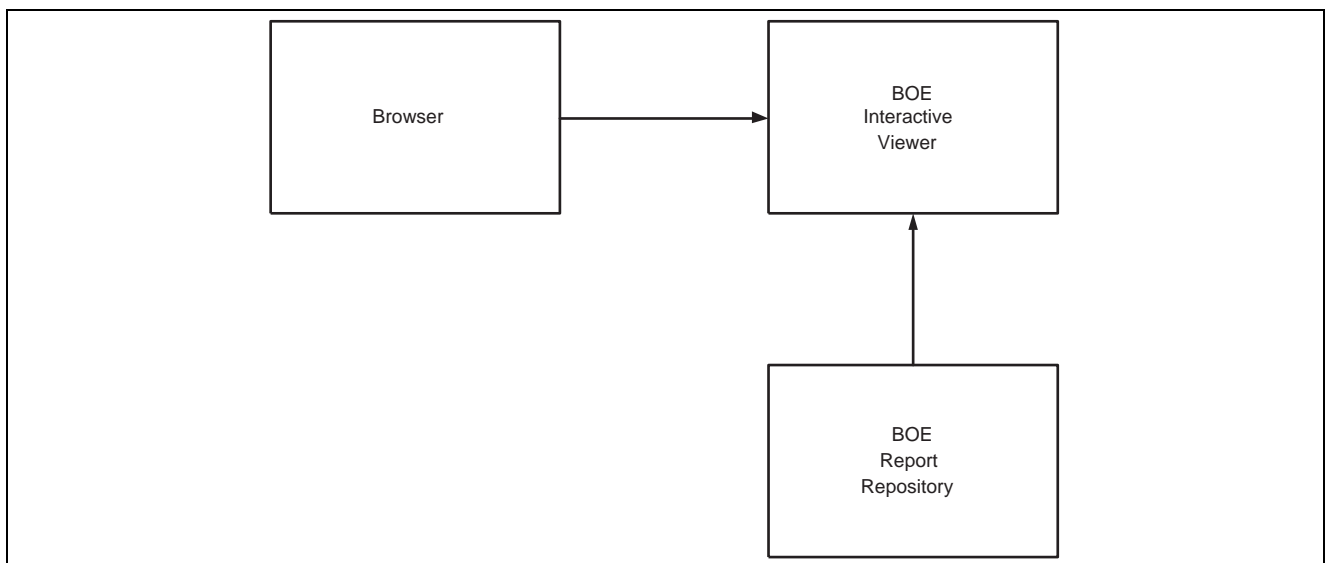 Browser
BOE
Interactive
Viewer
BOE
Report
Repository